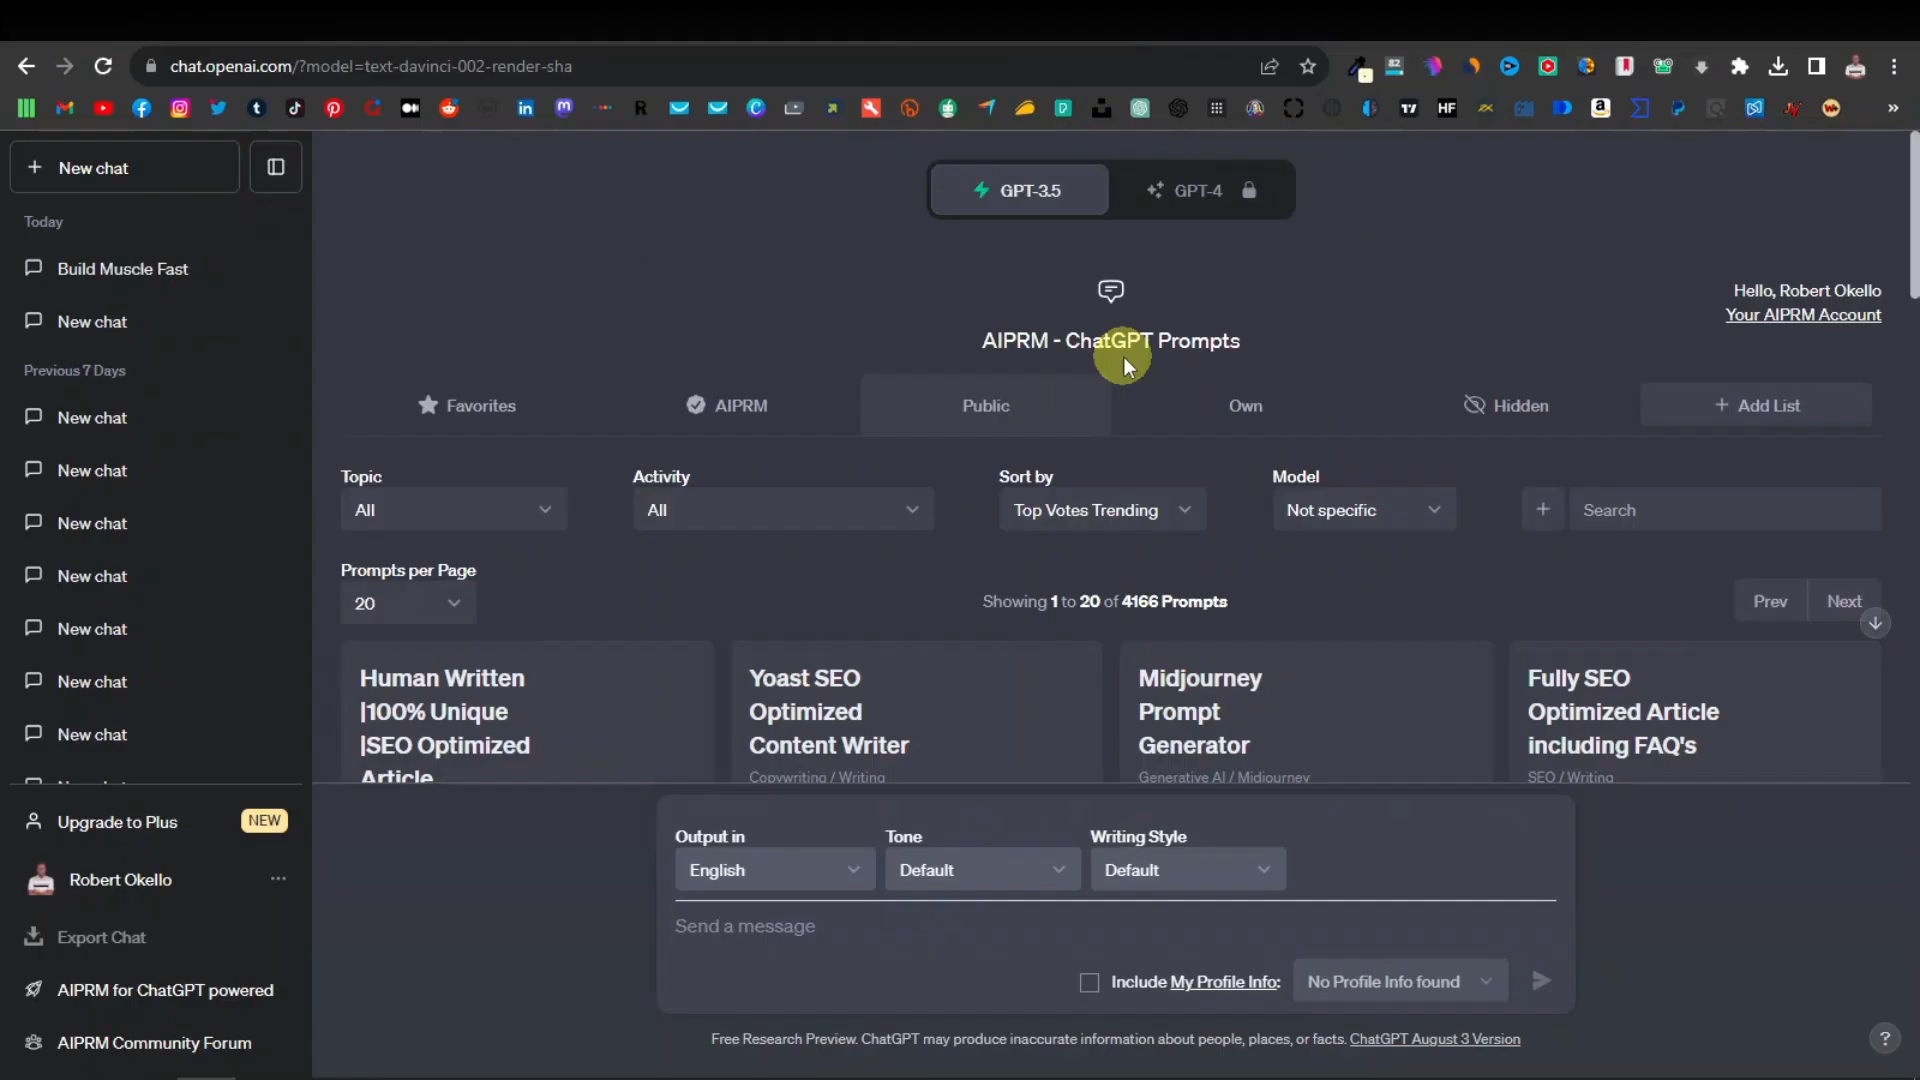 chat.openai.com/?model=text-davinci-002-render-sha
82
R
D
TV
HF
a
New chat
Today
Build Muscle Fast
New chat
Previous 7 Days
New chat
New chat
New chat
New chat
New chat
New chat
New chat
Upgrade to Plus NEW
Robert Okello
Export Chat
AIPRM for ChatGPT powered
AIPRM Community Forum
GPT-3.5 GPT-4
Hello, Robert Okello
Your AIPRM Account
AIPRM - ChatGPT Prompts
Favorites AIPRM Public Own Hidden + Add List
Topic Activity Sort by Model
All All Top Votes Trending Not specific + Search
Prompts per Page
20 Showing 1 to 20 of 4166 Prompts Prev Next
Human Written
|100% Unique
|SEO Optimized
Article
Yoast SEO
Optimized
Content Writer
Copywriting / Writing
Midjourney
Prompt
Generator
Generative AI / Midjourney
Fully SEO
Optimized Article
including FAQ's
SEO / Writing
Output in Tone Writing Style
English Default Default
Send a message
Include My Profile Info: No Profile Info found
Free Research Preview. ChatGPT may produce inaccurate information about people, places, or facts. ChatGPT August 3 Version
?